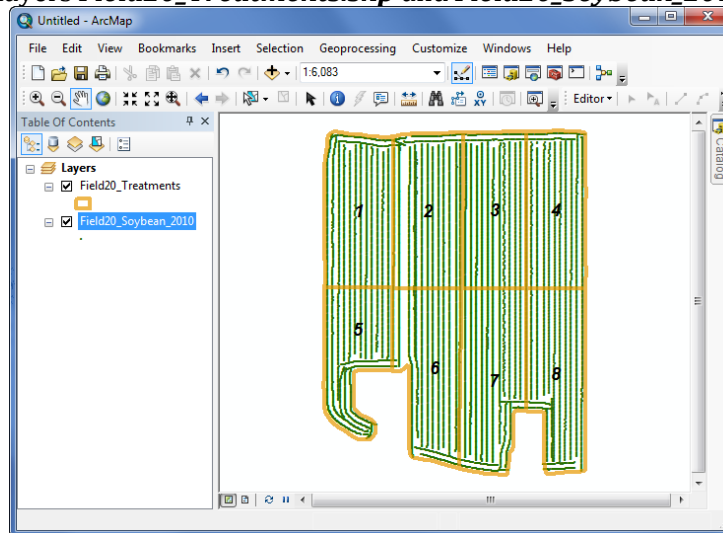 Untitled - ArcMap
File Edit View Bookmarks Insert Selection Geoprocessing Customize Windows Help
1:6,083
Editor
Table Of Contents
Layers
Field20_Treatments
Field20_Soybean_2010
1 2 3 4
5 6 7 8
Catalog